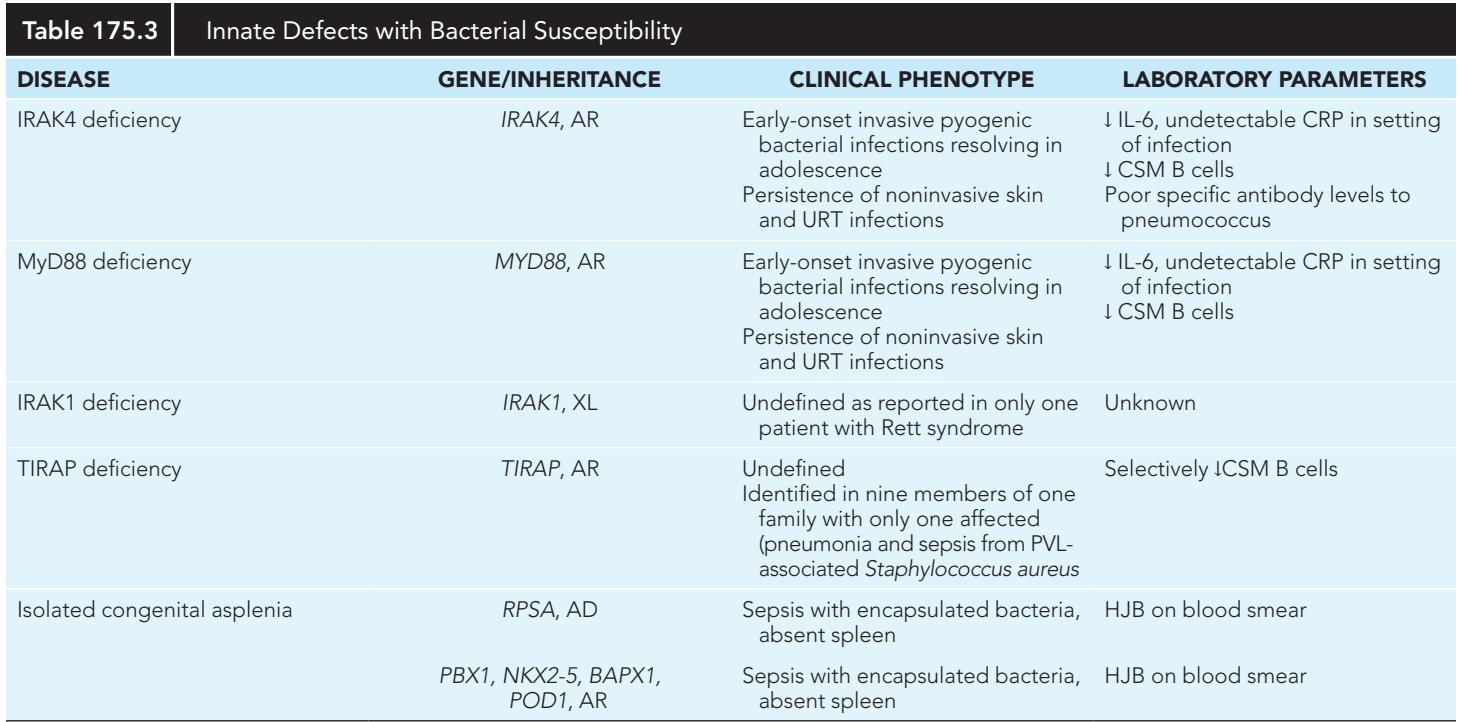 Table 175.3 Innate Defects with Bacterial Susceptibility
DISEASE GENE/INHERITANCE CLINICAL PHENOTYPE LABORATORY PARAMETERS
IRAK4 deficiency IRAK4, AR Early-onset invasive pyogenic ↓ IL-6, undetectable CRP in setting
bacterial infections resolving in of infection
adolescence ↓ CSM B cells
Persistence of noninvasive skin Poor specific antibody levels to
and URT infections pneumococcus
MyD88 deficiency MYD88, AR Early-onset invasive pyogenic ↓ IL-6, undetectable CRP in setting
bacterial infections resolving in of infection
adolescence ↓ CSM B cells
Persistence of noninvasive skin
and URT infections
IRAK1 deficiency IRAK1, XL Undefined as reported in only one Unknown
patient with Rett syndrome
TIRAP deficiency TIRAP, AR Undefined Selectively ↓CSM B cells
Identified in nine members of one
family with only one affected
(pneumonia and sepsis from PVL-
associated Staphylococcus aureus
Isolated congenital asplenia RPSA, AD Sepsis with encapsulated bacteria, HJB on blood smear
absent spleen
PBX1, NKX2-5, BAPX1, Sepsis with encapsulated bacteria, HJB on blood smear
POD1, AR absent spleen